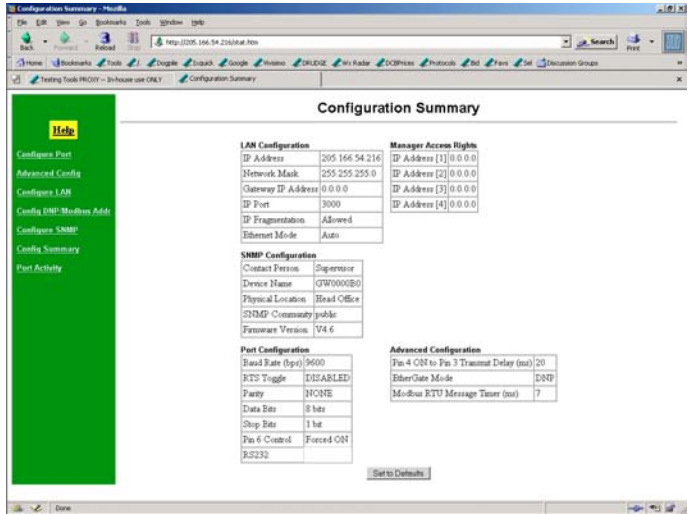 Configuration Summary - Mozilla
File Edit View Go Bookmarks Tools Window Help
Back Forward Reload Stop http://205.166.54.216/stat.htm Search Print
Home Bookmarks Tools Dogpile Google Vivisimo DRUDGE Wx Radar Protocols Bid Favs Sel Discussion Groups
Testing Tools PROXY -- In-house use ONLY Configuration Summary
Configuration Summary
Help
Configure Port
Advanced Config
Configure LAN
Config DNP/Modbus Addr
Configure SNMP
Config Summary
Port Activity
LAN Configuration
IP Address 205.166.54.216
Network Mask 255.255.255.0
Gateway IP Address 0.0.0.0
IP Port 3000
IP Fragmentation Allowed
Ethernet Mode Auto
Manager Access Rights
IP Address [1] 0.0.0.0
IP Address [2] 0.0.0.0
IP Address [3] 0.0.0.0
IP Address [4] 0.0.0.0
SNMP Configuration
Contact Person Supervisor
Device Name GW0000B0
Physical Location Head Office
SNMP Community public
Firmware Version V4.6
Port Configuration
Baud Rate (bps) 9600
RTS Toggle DISABLED
Parity NONE
Data Bits 8 bits
Stop Bits 1 bit
Pin 6 Control Forced ON
RS232
Advanced Configuration
Pin 4 ON to Pin 3 Transmit Delay (ms) 20
EtherGate Mode DNP
Modbus RTU Message Timer (ms) 7
Set to Defaults
Done